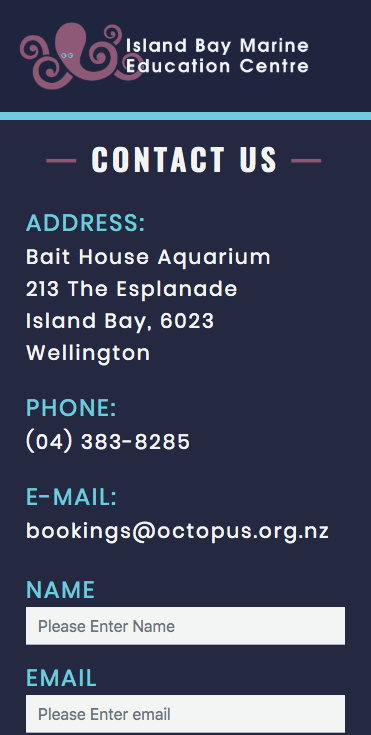 Island Bay Marine
Education Centre
CONTACT US
ADDRESS:
Bait House Aquarium
213 The Esplanade
Island Bay, 6023
Wellington
PHONE:
(04) 383-8285
E-MAIL:
bookings@octopus.org.nz
NAME
Please Enter Name
EMAIL
Please Enter email